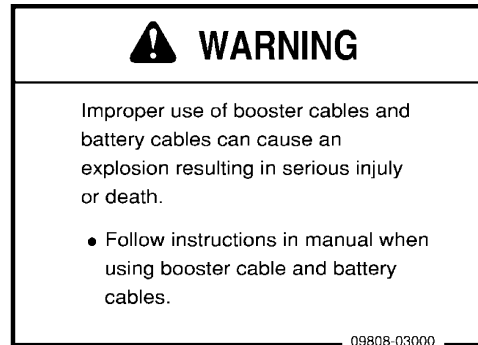 WARNING
Improper use of booster cables and
battery cables can cause an
explosion resulting in serious injuly
or death.
● Follow instructions in manual when
using booster cable and battery
cables.
09808-03000